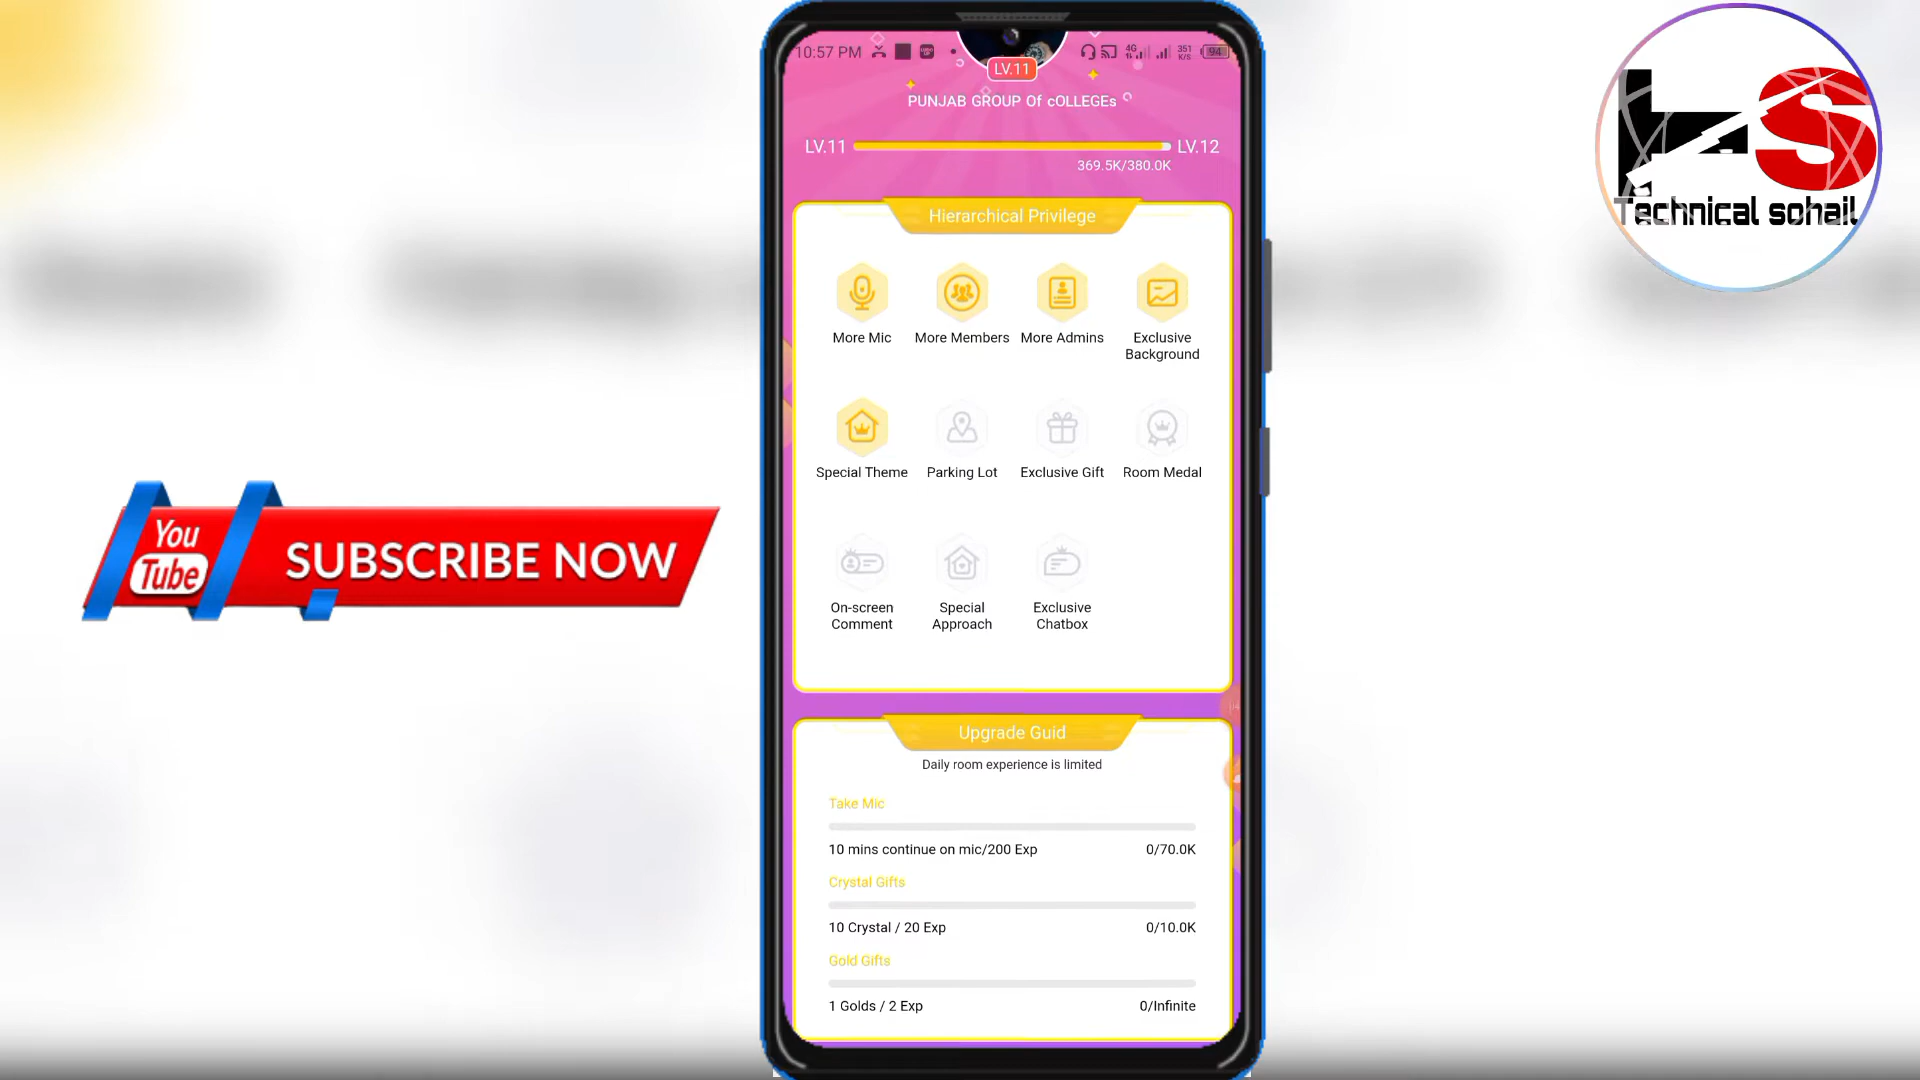 10:57 PM
4G
351
K/S
94
LV.11
PUNJAB GROUP Of cOLLEGEs
LV.11
LV.12
369.5K/380.0K
Hierarchical Privilege
More Mic
More Members
More Admins
Exclusive
Background
Special Theme
Parking Lot
Exclusive Gift
Room Medal
On-screen
Comment
Special
Approach
Exclusive
Chatbox
Upgrade Guid
Daily room experience is limited
Take Mic
10 mins continue on mic/200 Exp
0/70.0K
Crystal Gifts
10 Crystal / 20 Exp
0/10.0K
Gold Gifts
1 Golds / 2 Exp
0/Infinite
You
Tube
SUBSCRIBE NOW
Technical sohail